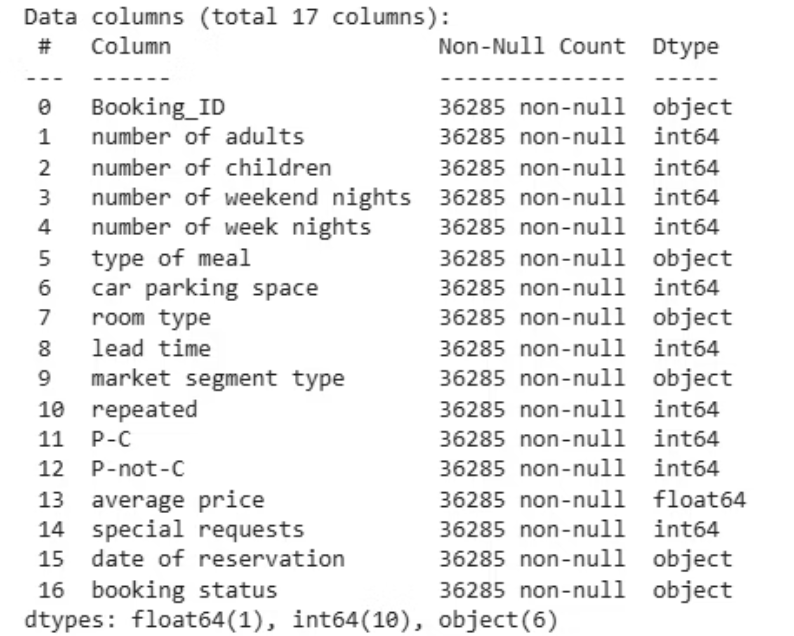 Data columns (total 17 columns):
 #   Column                    Non-Null Count  Dtype
---  ------                    --------------  -----
 0   Booking_ID                36285 non-null  object
 1   number of adults          36285 non-null  int64
 2   number of children        36285 non-null  int64
 3   number of weekend nights  36285 non-null  int64
 4   number of week nights     36285 non-null  int64
 5   type of meal              36285 non-null  object
 6   car parking space         36285 non-null  int64
 7   room type                 36285 non-null  object
 8   lead time                 36285 non-null  int64
 9   market segment type       36285 non-null  object
 10  repeated                  36285 non-null  int64
 11  P-C                       36285 non-null  int64
 12  P-not-C                   36285 non-null  int64
 13  average price             36285 non-null  float64
 14  special requests          36285 non-null  int64
 15  date of reservation       36285 non-null  object
 16  booking status            36285 non-null  object
dtypes: float64(1), int64(10), object(6)